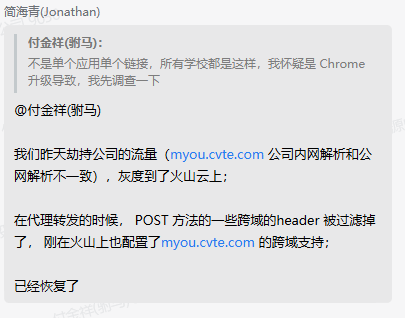 简海青(Jonathan)
付金祥(驸马)：
不是单个应用单个链接，所有学校都是这样，我怀疑是 Chrome
升级导致，我先调查一下
@付金祥(驸马)
我们昨天劫持公司的流量（myou.cvte.com 公司内网解析和公
网解析不一致），灰度到了火山云上；
在代理转发的时候， POST 方法的一些跨域的header 被过滤掉
了， 刚在火山上也配置了myou.cvte.com 的跨域支持；
已经恢复了